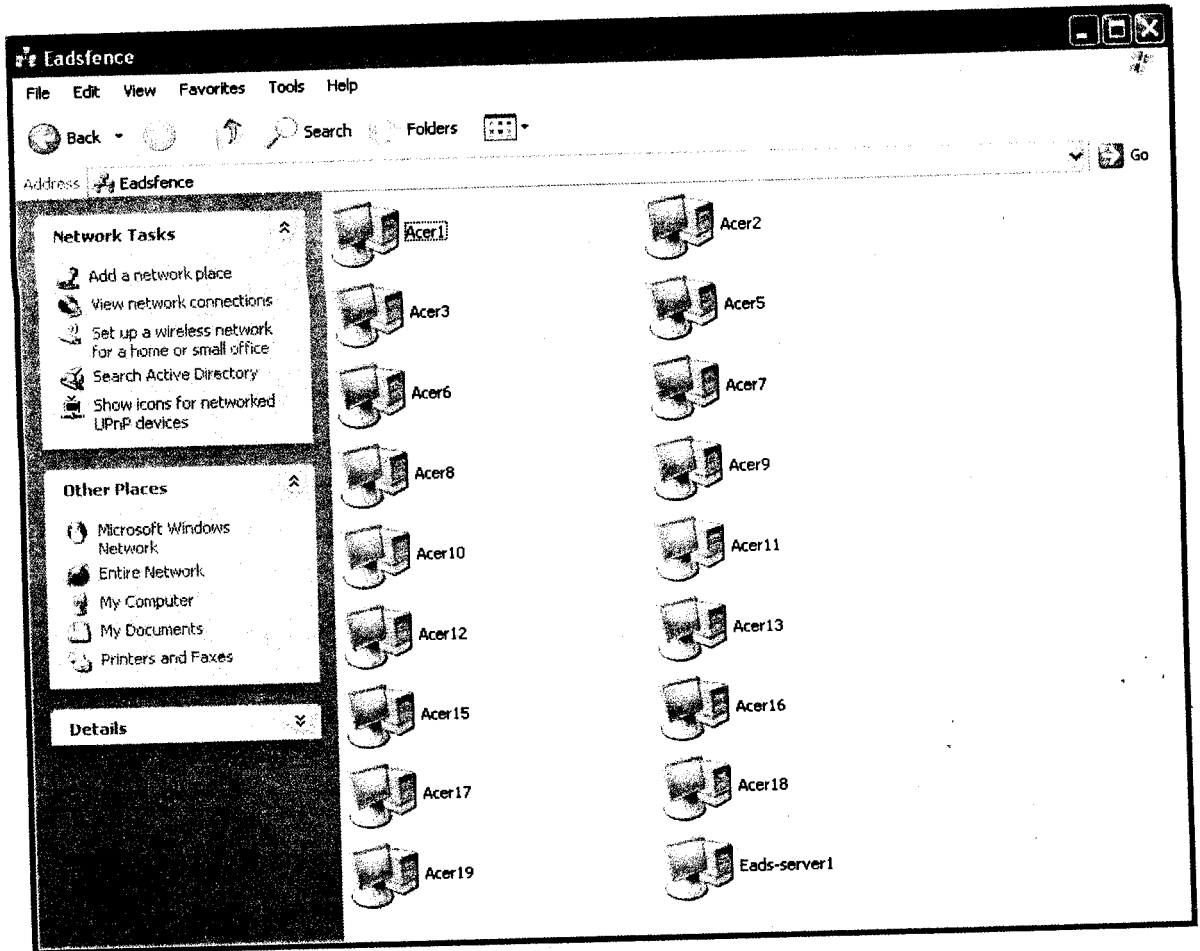 Eadsfence
File Edit View Favorites Tools Help
Back Search Folders
Address Eadsfence Go
Network Tasks
Add a network place
View network connections
Set up a wireless network
for a home or small office
Search Active Directory
Show icons for networked
UPnP devices
Other Places
Microsoft Windows
Network
Entire Network
My Computer
My Documents
Printers and Faxes
Details
Acer1 Acer2
Acer3 Acer5
Acer6 Acer7
Acer8 Acer9
Acer10 Acer11
Acer12 Acer13
Acer15 Acer16
Acer17 Acer18
Acer19 Eads-server1